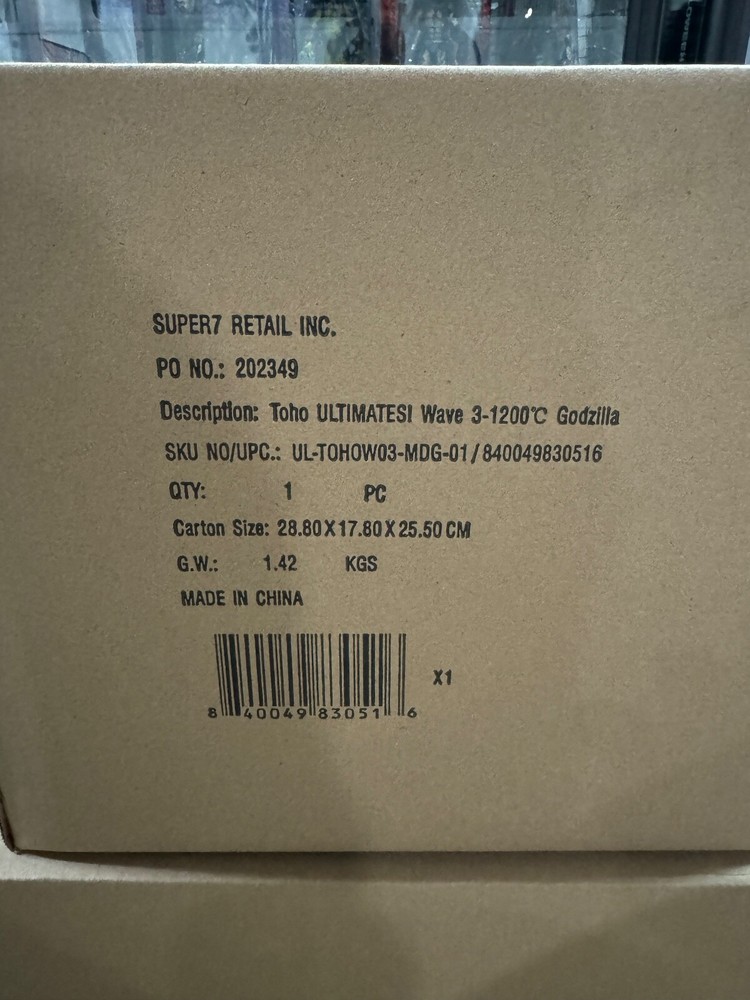 SUPER7 RETAIL INC.
PO NO.: 202349
Description: Toho ULTIMATES! Wave 3-1200℃ Godzilla
SKU NO/UPC.: UL-TOHOW03-MDG-01/840049830516
QTY: 1 PC
Carton Size: 28.80X17.80X25.50CM
G.W.: 1.42 KGS
MADE IN CHINA
X1
8 40049 83051 6